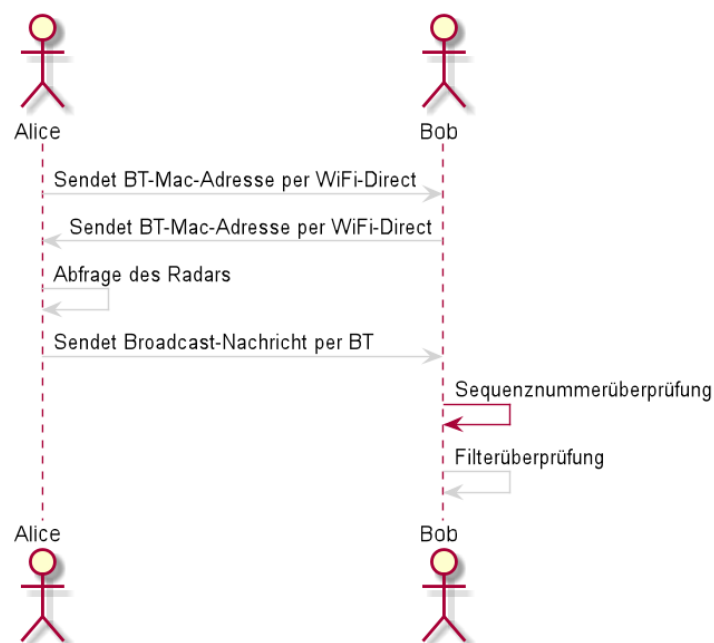 Alice
Bob
Sendet BT-Mac-Adresse per WiFi-Direct
Sendet BT-Mac-Adresse per WiFi-Direct
Abfrage des Radars
Sendet Broadcast-Nachricht per BT
Sequenznummerüberprüfung
Filterüberprüfung
Alice
Bob